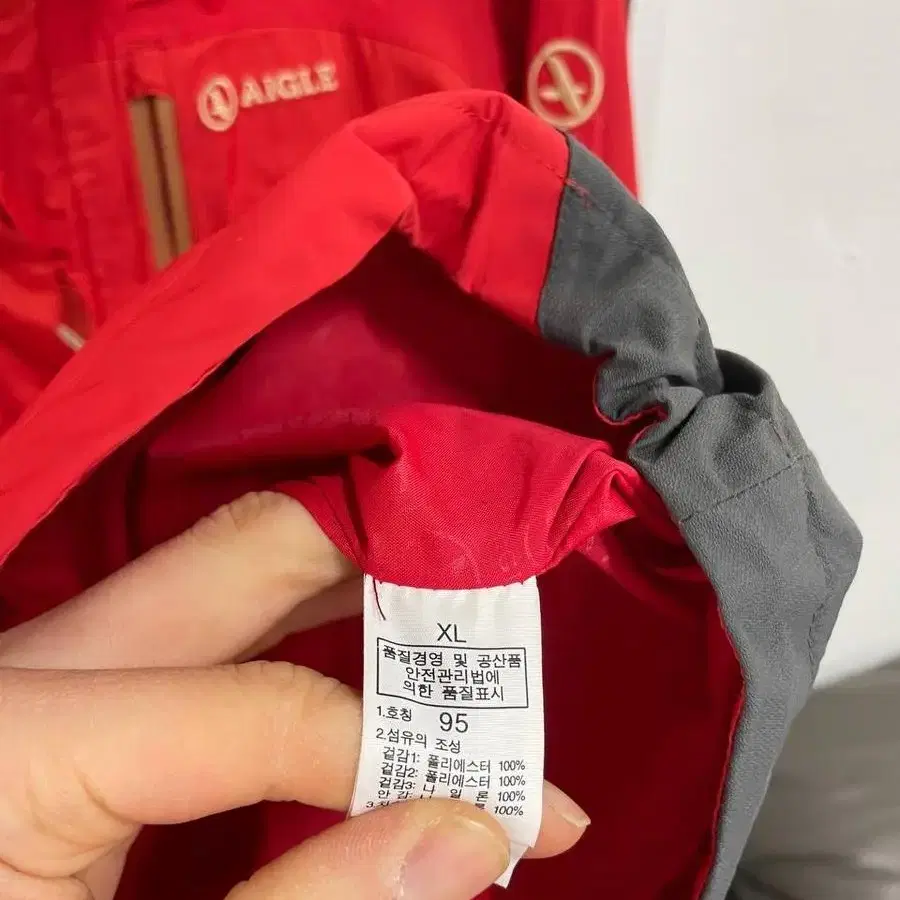 AIGLE
XL
품질경영 및 공산품
안전관리법에
의한 품질표시
1.호칭 95
2.섬유의 조성
겉감1: 폴리에스터 100%
겉감2: 폴리에스터 100%
겉감3: 나 일 론 100%
안 감: 100%